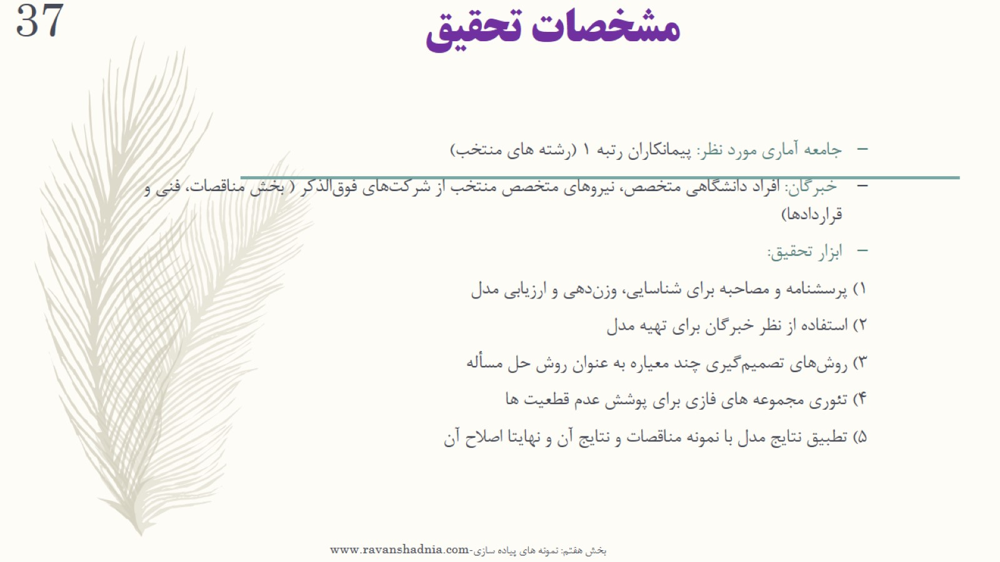 37
مشخصات تحقیق
– جامعه آماری مورد نظر: پیمانکاران رتبه ۱ (رشته های منتخب)
– خبرگان: افراد دانشگاهی متخصص، نیروهای متخصص منتخب از شرکت‌های فوق‌الذکر ( بخش مناقصات، فنی و
قراردادها)
– ابزار تحقیق:
۱) پرسشنامه و مصاحبه برای شناسایی، وزن‌دهی و ارزیابی مدل
۲) استفاده از نظر خبرگان برای تهیه مدل
۳) روش‌های تصمیم‌گیری چند معیاره به عنوان روش حل مسأله
۴) تئوری مجموعه های فازی برای پوشش عدم قطعیت ها
۵) تطبیق نتایج مدل با نمونه مناقصات و نتایج آن و نهایتا اصلاح آن
بخش هفتم: نمونه های پیاده سازی-www.ravanshadnia.com